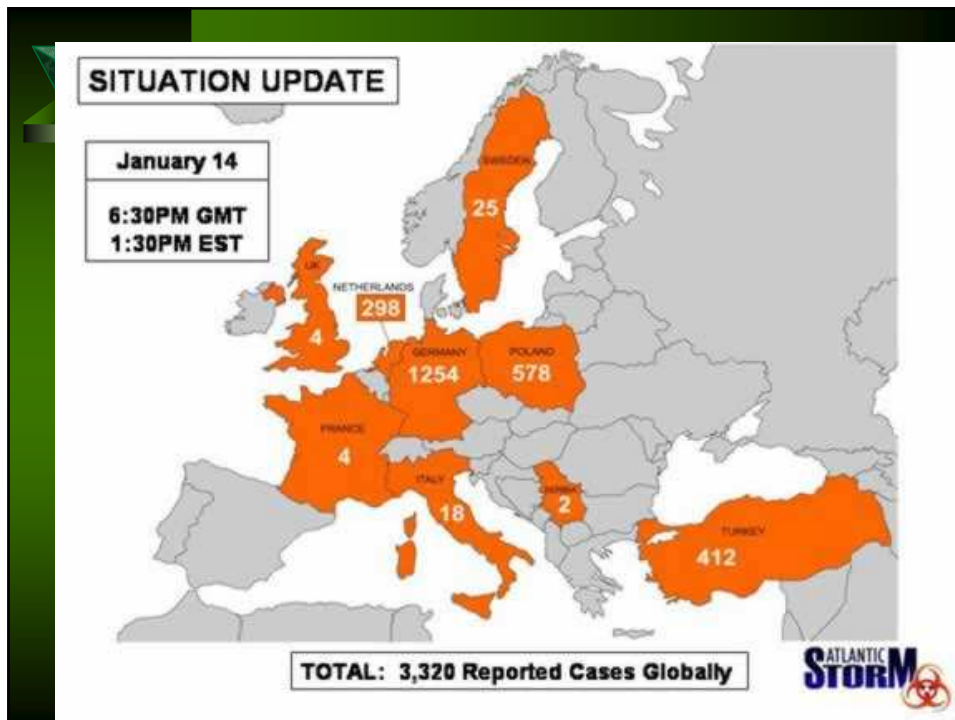 SITUATION UPDATE
January 14
6:30PM GMT
1:30PM EST
SWEDEN
25
UK
4
NETHERLANDS
298
GERMANY
1254
POLAND
578
FRANCE
4
ITALY
18
SERBIA
2
TURKEY
412
TOTAL: 3,320 Reported Cases Globally
ATLANTIC
STORM